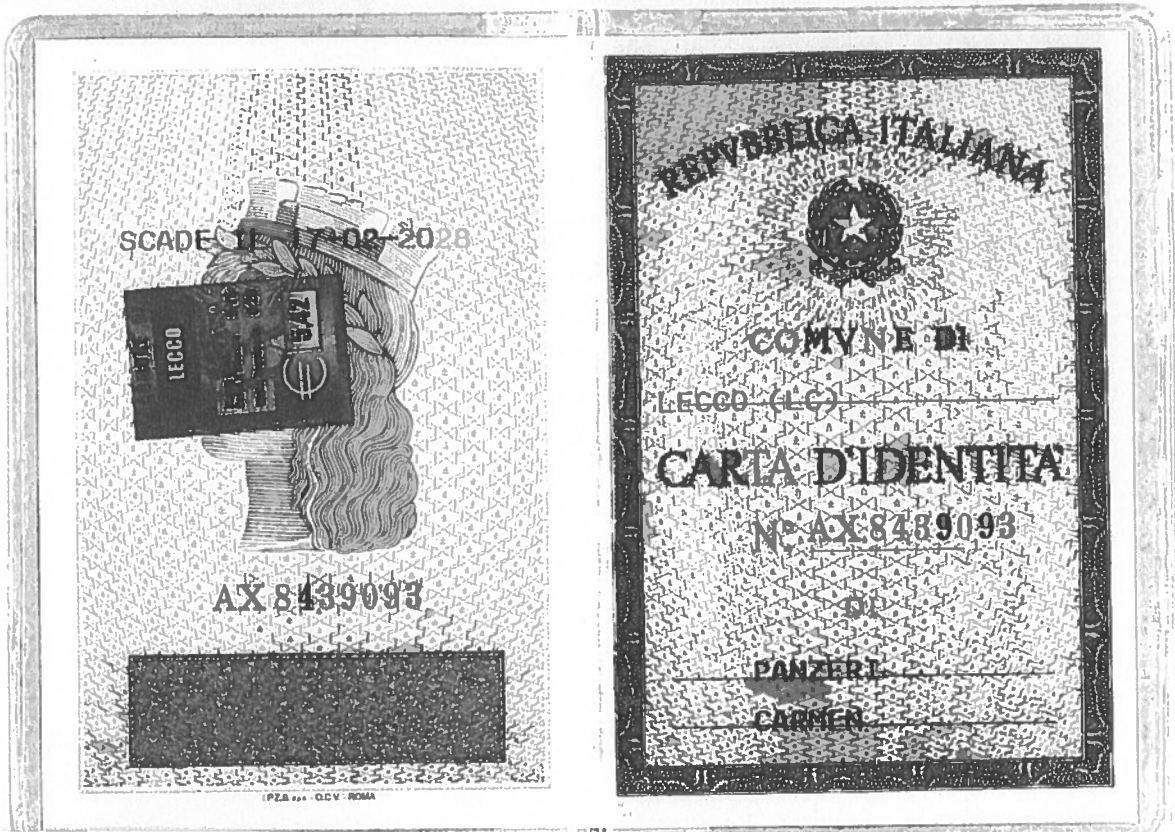 SCADE IL 17-02-2028
LECCO
AX 8439093
I.P.Z.S. S.p.A. - O.C.V. - ROMA
REPVBBLICA ITALIANA
COMVNE DI
LECCO (LC)
CARTA D'IDENTITA'
N° AX 8439093
DI
PANZERI
CARMEN